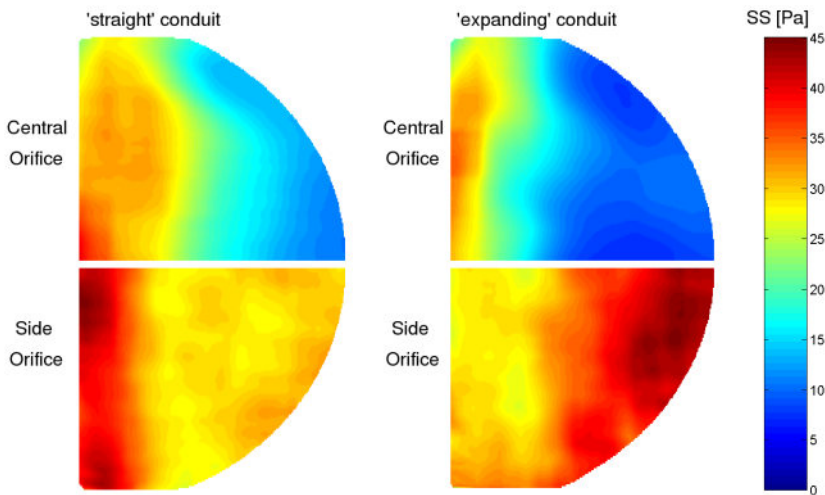 'straight' conduit
'expanding' conduit
SS [Pa]
Central
Orifice
Central
Orifice
Side
Orifice
Side
Orifice
45
40
35
30
25
20
15
10
5
0